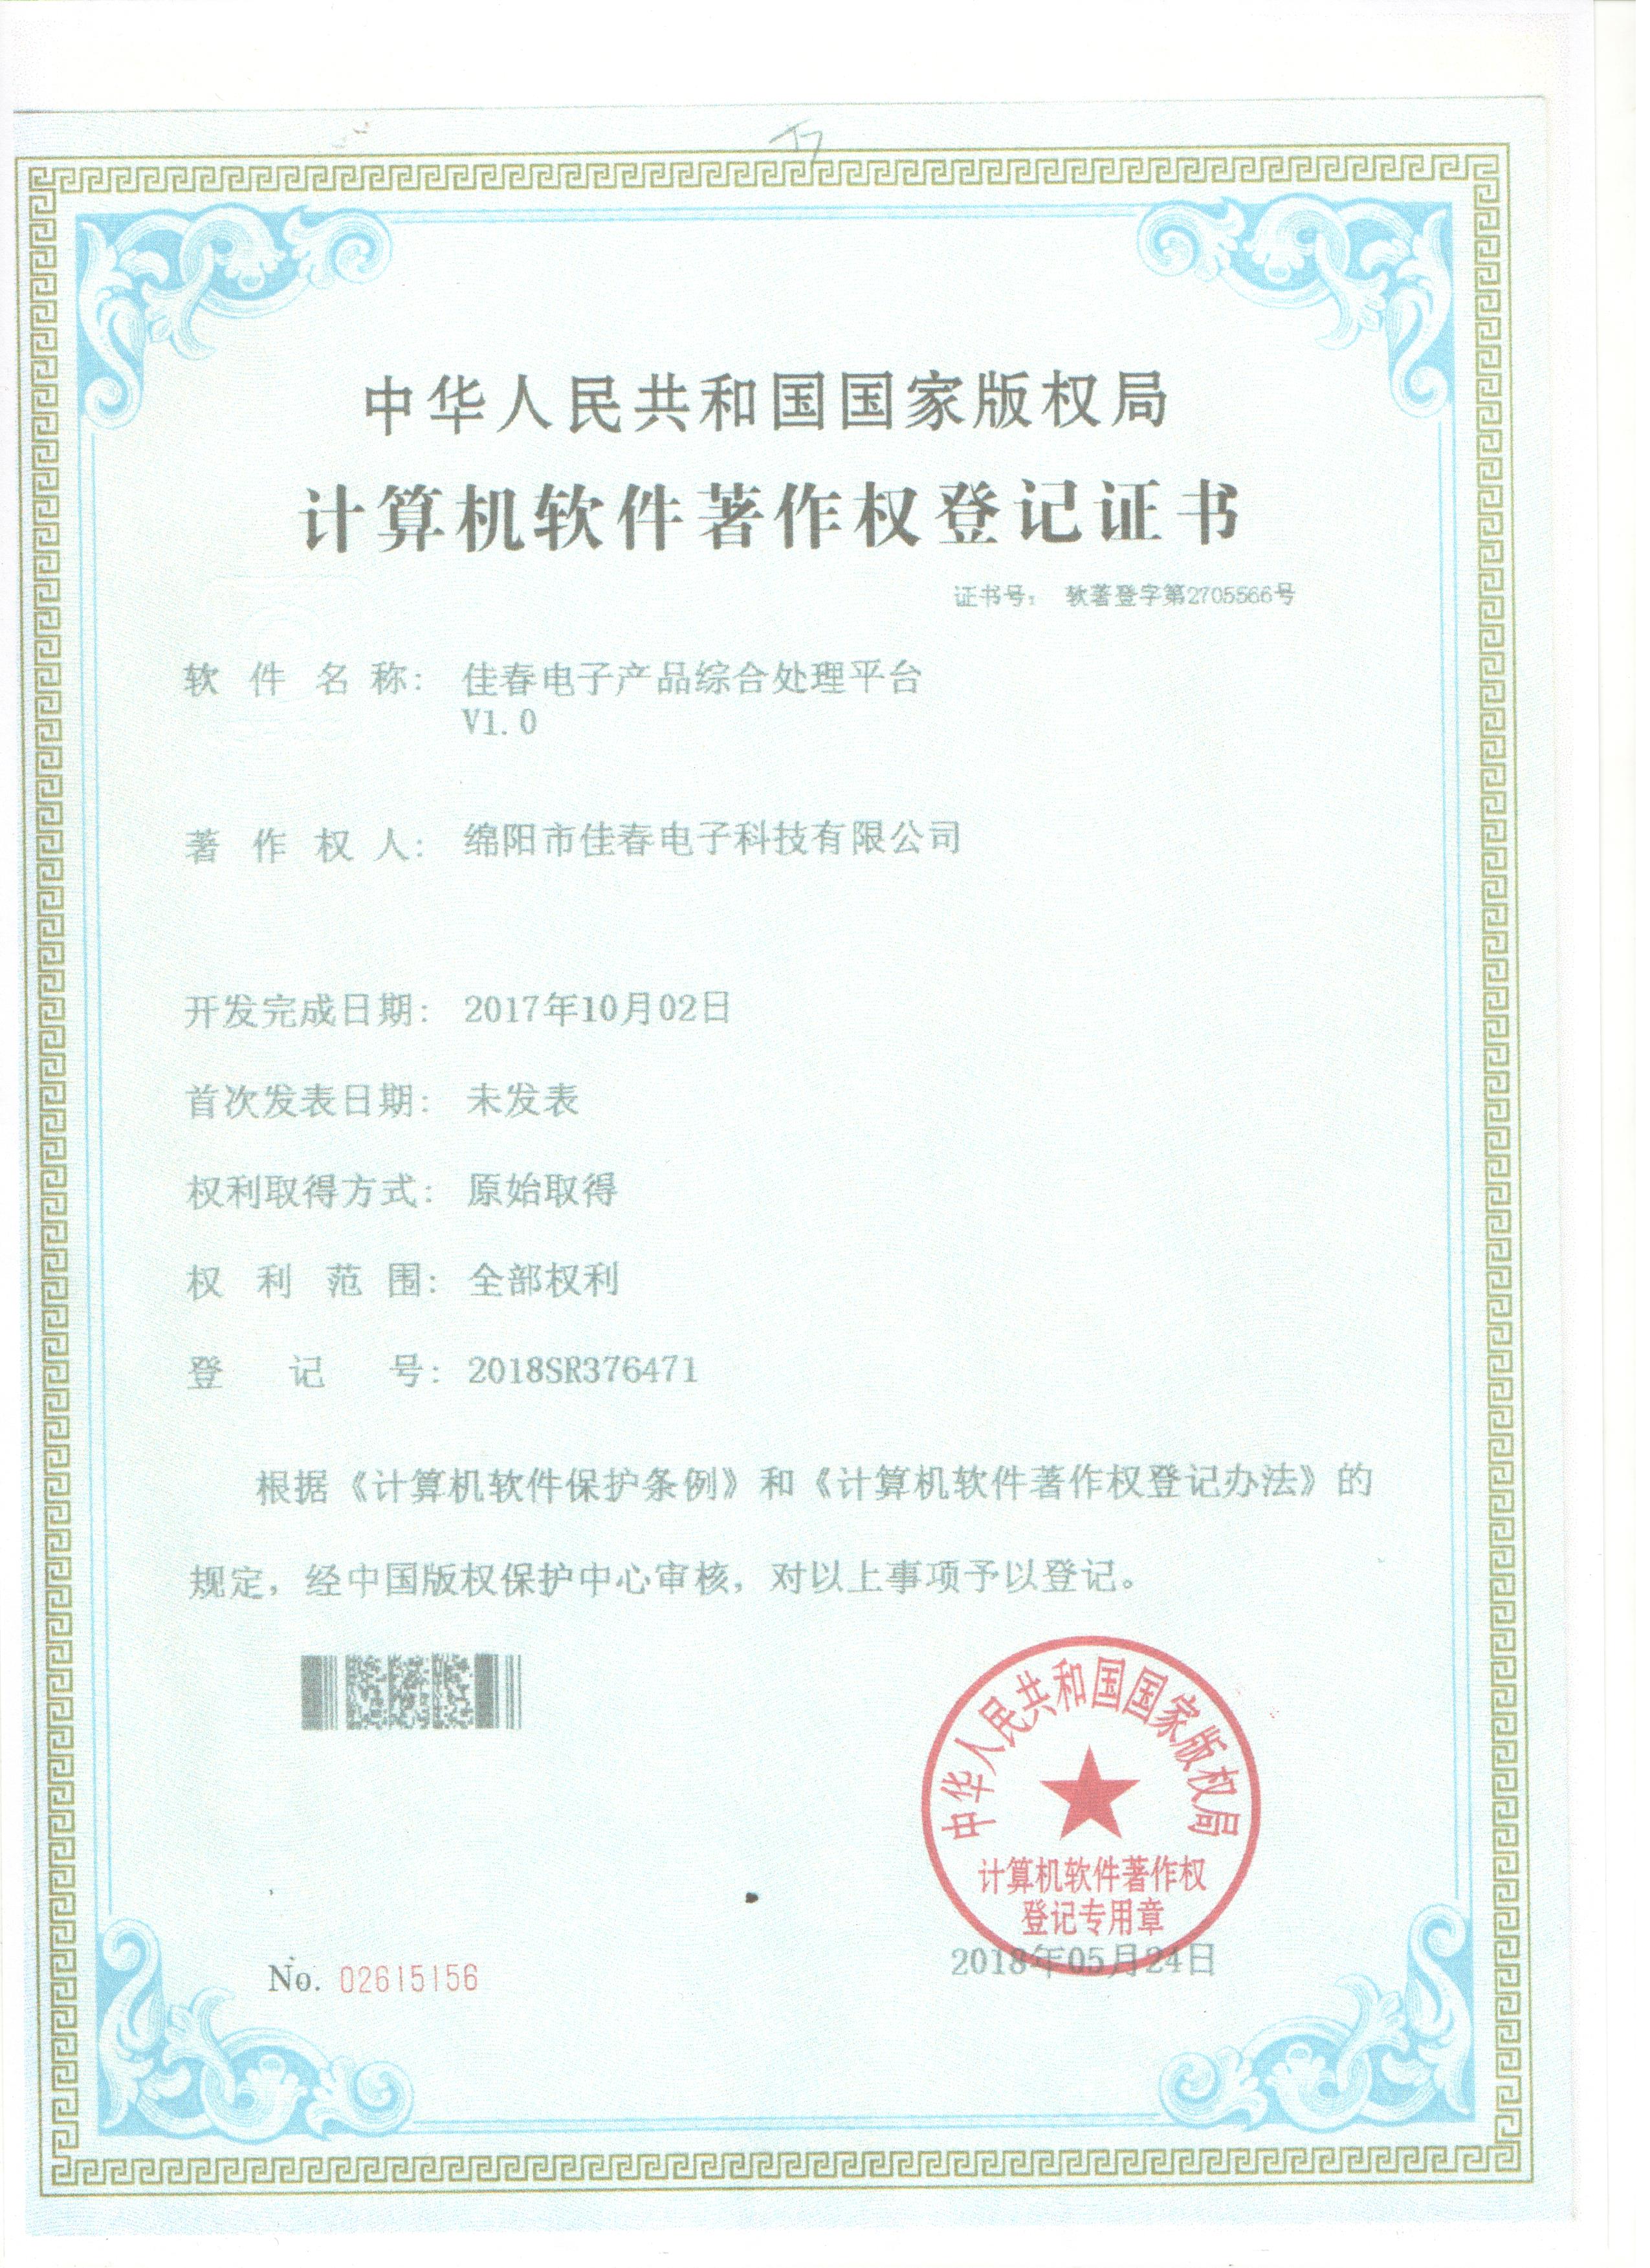 中华人民共和国国家版权局
计算机软件著作权登记证书
证书号： 软著登字第2705566号
软件名称： 佳春电子产品综合处理平台
V1.0
著作权人： 绵阳市佳春电子科技有限公司
开发完成日期： 2017年10月02日
首次发表日期： 未发表
权利取得方式： 原始取得
权利范围： 全部权利
登记号： 2018SR376471
根据《计算机软件保护条例》和《计算机软件著作权登记办法》的
规定，经中国版权保护中心审核，对以上事项予以登记。
中华人民共和国国家版权局
计算机软件著作权
登记专用章
2018年05月24日
No. 02615156